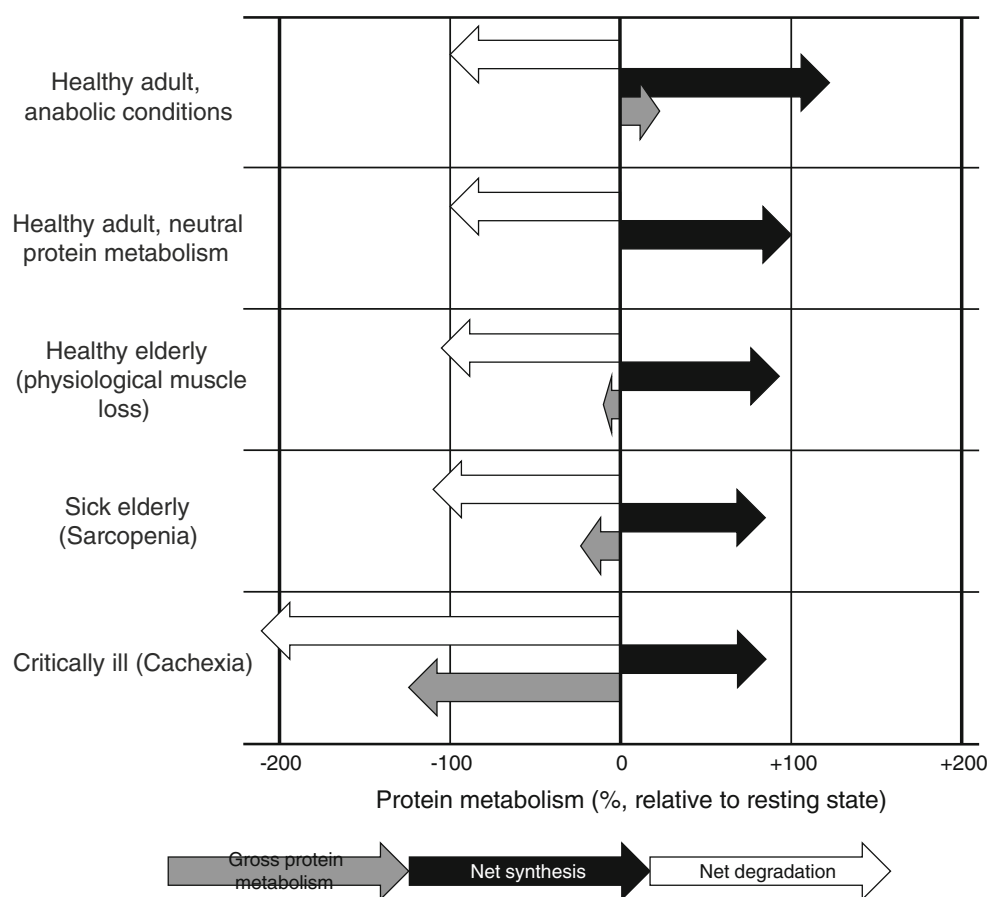 Healthy adult,
anabolic conditions
Healthy adult, neutral
protein metabolism
Healthy elderly
(physiological muscle
loss)
Sick elderly
(Sarcopenia)
Critically ill (Cachexia)
-200 -100 0 +100 +200
Protein metabolism (%, relative to resting state)
Gross protein
metabolism
Net synthesis
Net degradation